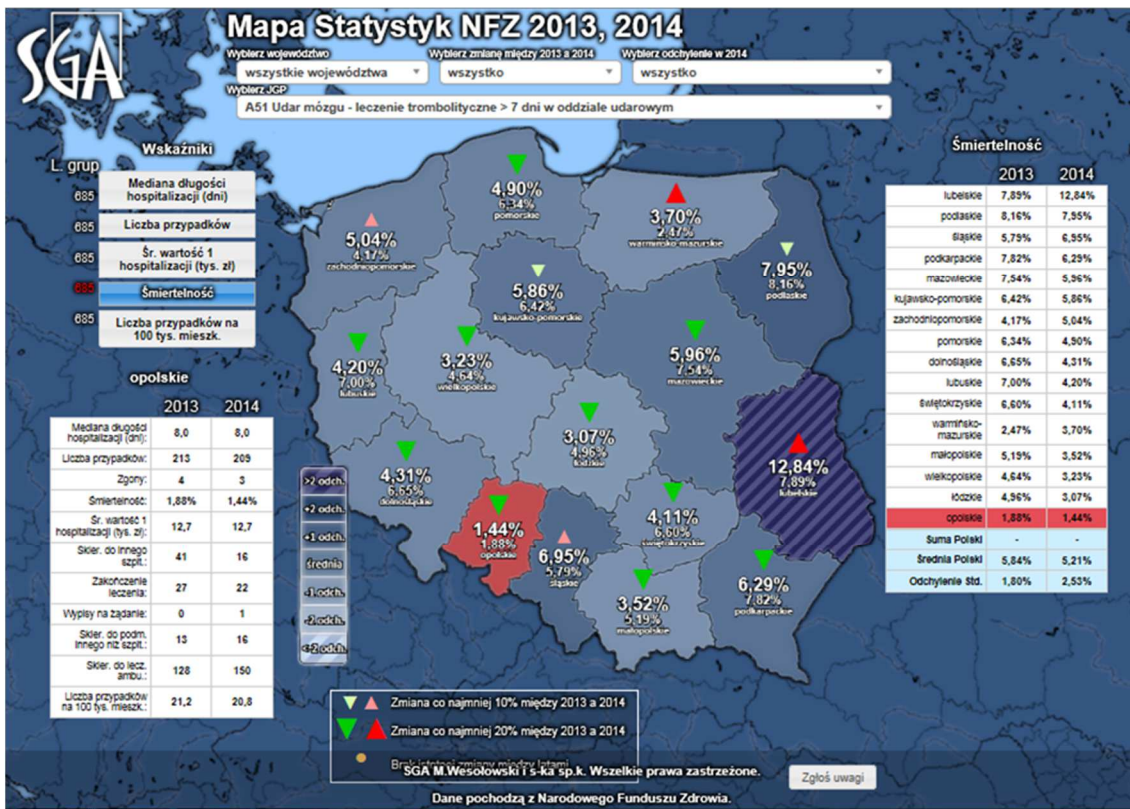 SGA
Mapa Statystyk NFZ 2013, 2014
Wybierz województwo Wybierz zmianę między 2013 a 2014 Wybierz odchylenie w 2014
wszystkie województwa wszystko wszystko
Wybierz JGP
A51 Udar mózgu - leczenie trombolityczne > 7 dni w oddziale udarowym
Wskaźniki
L. grup
685 Mediana długości
hospitalizacji (dni)
685 Liczba przypadków
685 Śr. wartość 1
hospitalizacji (tys. zł)
685 Śmiertelność
685 Liczba przypadków na
100 tys. mieszk.
opolskie
2013 2014
Mediana długości
hospitalizacji (dni): 8,0 8,0
Liczba przypadków: 213 209
Zgony: 4 3
Śmiertelność: 1,88% 1,44%
Śr. wartość 1
hospitalizacji (tys. zł): 12,7 12,7
Skier. do innego
szpit.: 41 16
Zakończenie
leczenia: 27 22
Wypisy na żądanie: 0 1
Skier. do podm.
innego niż szpit.: 13 16
Skier. do lecz.
ambu.: 128 150
Liczba przypadków
na 100 tys. mieszk.: 21,2 20,8
4,90%
6,34%
pomorskie
3,70%
2,47%
warmińsko-mazurskie
5,04%
4,17%
zachodniopomorskie
7,95%
8,16%
podlaskie
5,86%
6,42%
kujawsko-pomorskie
4,20%
7,00%
lubuskie
3,23%
4,64%
wielkopolskie
5,96%
7,54%
mazowieckie
3,07%
4,96%
łódzkie
12,84%
7,89%
lubelskie
4,31%
6,65%
dolnośląskie
1,44%
1,88%
opolskie
6,95%
5,79%
śląskie
4,11%
6,60%
świętokrzyskie
3,52%
5,19%
małopolskie
6,29%
7,82%
podkarpackie
>2 odch.
+2 odch.
+1 odch.
średnia
-1 odch.
-2 odch.
<-2 odch.
Zmiana co najmniej 10% między 2013 a 2014
Zmiana co najmniej 20% między 2013 a 2014
Brak istotnej zmiany między latami
Śmiertelność
2013 2014
lubelskie 7,89% 12,84%
podlaskie 8,16% 7,95%
śląskie 5,79% 6,95%
podkarpackie 7,82% 6,29%
mazowieckie 7,54% 5,96%
kujawsko-pomorskie 6,42% 5,86%
zachodniopomorskie 4,17% 5,04%
pomorskie 6,34% 4,90%
dolnośląskie 6,65% 4,31%
lubuskie 7,00% 4,20%
świętokrzyskie 6,60% 4,11%
warmińsko-
mazurskie 2,47% 3,70%
małopolskie 5,19% 3,52%
wielkopolskie 4,64% 3,23%
łódzkie 4,96% 3,07%
opolskie 1,88% 1,44%
Suma Polski - -
Średnia Polski 5,84% 5,21%
Odchylenie Std. 1,80% 2,53%
SGA M.Wesołowski i s-ka sp.k. Wszelkie prawa zastrzeżone.
Zgłoś uwagi
Dane pochodzą z Narodowego Funduszu Zdrowia.